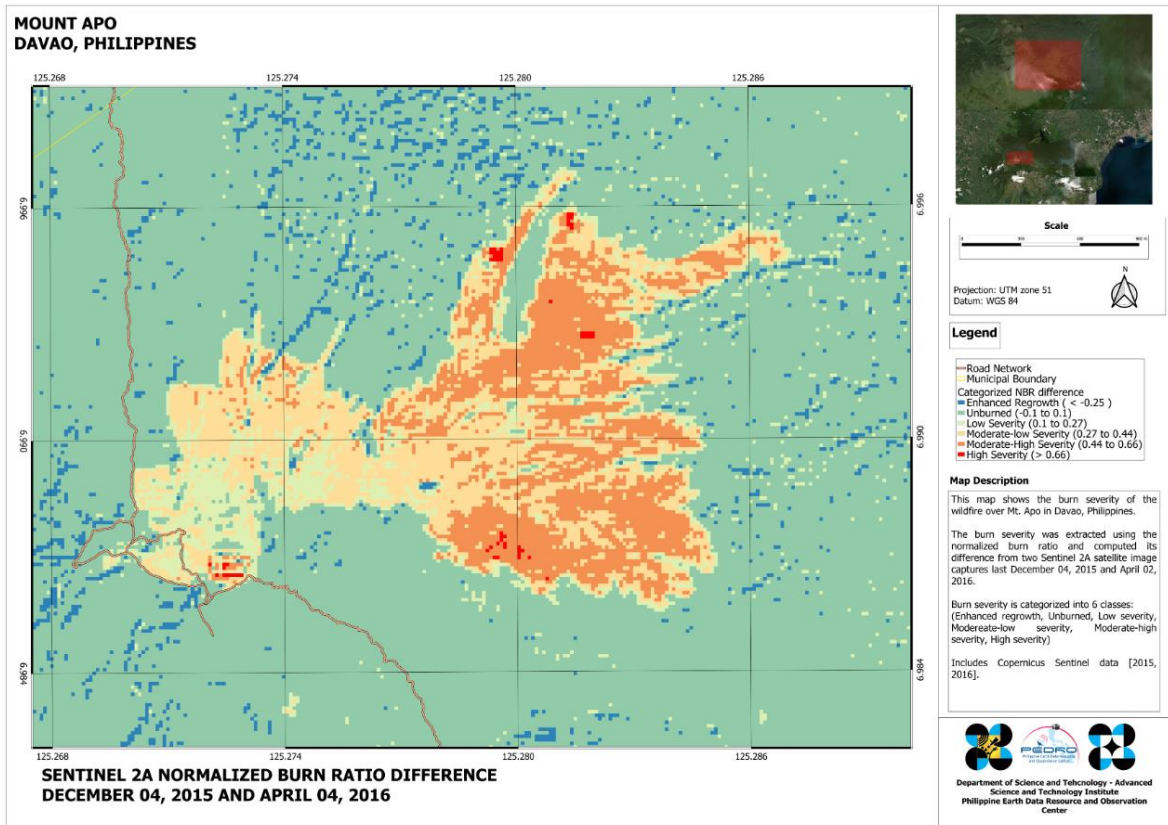 MOUNT APO
DAVAO, PHILIPPINES
125.268 125.274 125.280 125.286
6.996 6.996
6.990 6.990
6.984 6.984
125.268 125.274 125.280 125.286
SENTINEL 2A NORMALIZED BURN RATIO DIFFERENCE
DECEMBER 04, 2015 AND APRIL 04, 2016
Scale
0
Projection: UTM zone 51
Datum: WGS 84
N
Legend
Road Network
Municipal Boundary
Categorized NBR difference
Enhanced Regrowth ( < -0.25 )
Unburned (-0.1 to 0.1)
Low Severity (0.1 to 0.27)
Moderate-low Severity (0.27 to 0.44)
Moderate-High Severity (0.44 to 0.66)
High Severity (> 0.66)
Map Description
This map shows the burn severity of the
wildfire over Mt. Apo in Davao, Philippines.
The burn severity was extracted using the
normalized burn ratio and computed its
difference from two Sentinel 2A satellite image
captures last December 04, 2015 and April 02,
2016.
Burn severity is categorized into 6 classes:
(Enhanced regrowth, Unburned, Low severity,
Modereate-low severity, Moderate-high
severity, High severity)
Includes Copernicus Sentinel data [2015,
2016].
PEDRO
Department of Science and Tehcnology - Advanced
Science and Technology Institute
Philippine Earth Data Resource and Observation
Center